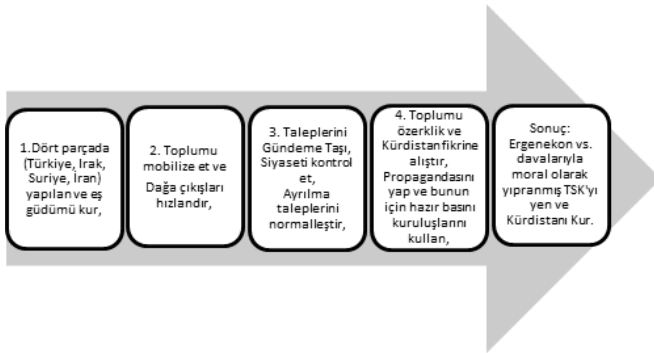 1.Dört parçada
(Türkiye, Irak,
Suriye, İran)
yapılan ve eş
güdümü kur,
2. Toplumu
mobilize et ve
Dağa çıkışları
hızlandır,
3. Taleplerini
Gündeme Taşı,
Siyaseti kontrol
et,
Ayrılma
taleplerini
normalleştir,
4. Toplumu
özerklik ve
Kürdistan fikrine
alıştır,
Propagandasını
yap ve bunun
için hazır basını
kuruluşlarını
kullan,
Sonuç:
Ergenekon vs.
davalarıyla
moral olarak
yıpranmış TSK'yı
yen ve
Kürdistanı Kur.